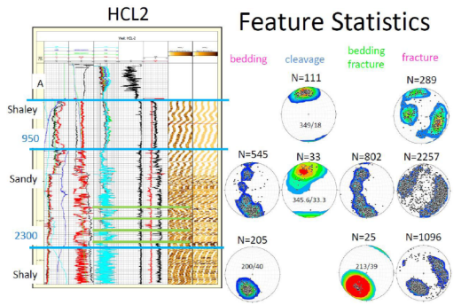 HCL2
Feature Statistics
bedding cleavage bedding fracture fracture
A
Shaley
950
Sandy
2300
Shaly
N=111 N=289
349/18
N=545 N=33 N=802 N=2257
345.6/33.3
N=205 N=25 N=1096
200/40 213/39